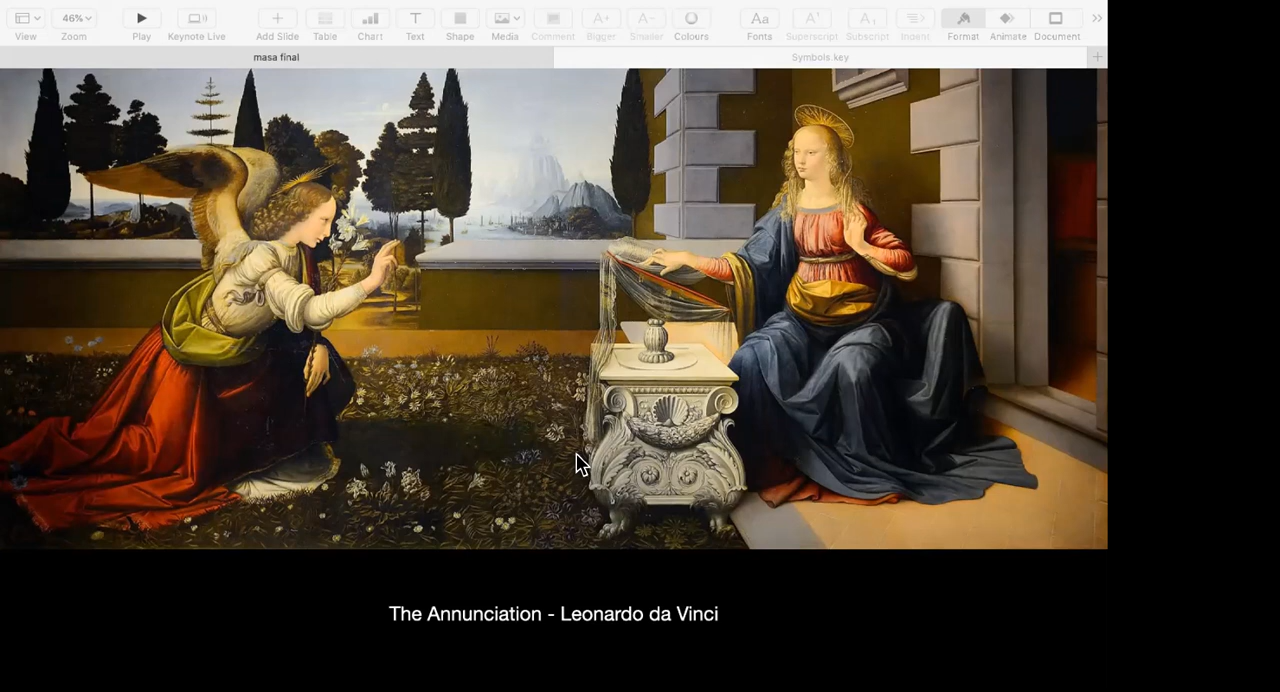 46%
View
Zoom
Play
Keynote Live
Add Slide
Table
Chart
Text
Shape
Media
Comment
Bigger
Smaller
Colours
Fonts
Superscript
Subscript
Indent
Format
Animate
Document
masa final
Symbols.key
The Annunciation - Leonardo da Vinci